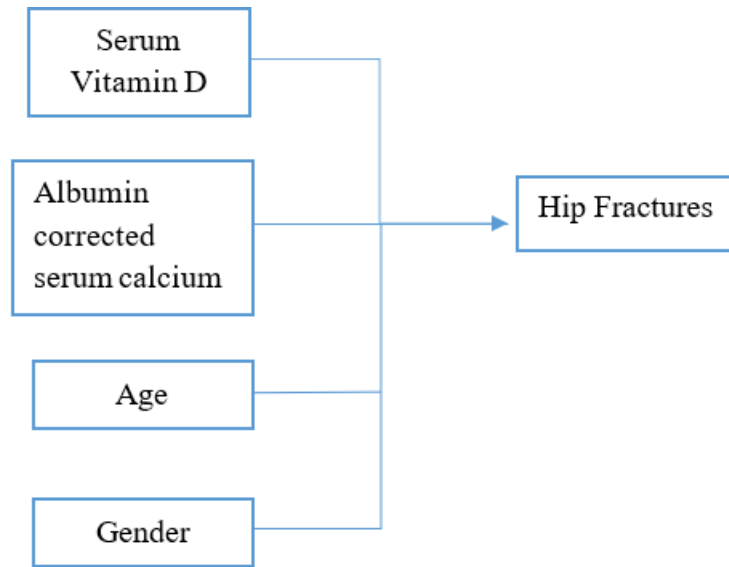 Serum
Vitamin D
Albumin
corrected
serum calcium
Hip Fractures
Age
Gender